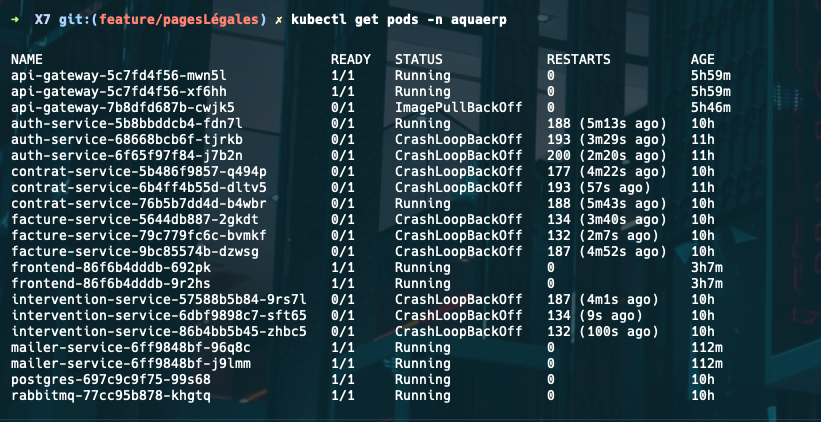 ➜  X7 git:(feature/pagesLégales) ✗ kubectl get pods -n aquaerp
NAME                                    READY   STATUS             RESTARTS          AGE
api-gateway-5c7fd4f56-mwn5l             1/1     Running            0                 5h59m
api-gateway-5c7fd4f56-xf6hh             1/1     Running            0                 5h59m
api-gateway-7b8dfd687b-cwjk5            0/1     ImagePullBackOff   0                 5h46m
auth-service-5b8bbddcb4-fdn7l           0/1     Running            188 (5m13s ago)   10h
auth-service-68668bcb6f-tjrkb           0/1     CrashLoopBackOff   193 (3m29s ago)   11h
auth-service-6f65f97f84-j7b2n           0/1     CrashLoopBackOff   200 (2m20s ago)   11h
contrat-service-5b486f9857-q494p        0/1     CrashLoopBackOff   177 (4m22s ago)   10h
contrat-service-6b4ff4b55d-dltv5        0/1     CrashLoopBackOff   193 (57s ago)     11h
contrat-service-76b5b7dd4d-b4wbr        0/1     Running            188 (5m43s ago)   10h
facture-service-5644db887-2gkdt         0/1     CrashLoopBackOff   134 (3m40s ago)   10h
facture-service-79c779fc6c-bvmkf        0/1     CrashLoopBackOff   132 (2m7s ago)    10h
facture-service-9bc85574b-dzwsg         0/1     CrashLoopBackOff   187 (4m52s ago)   10h
frontend-86f6b4dddb-692pk               1/1     Running            0                 3h7m
frontend-86f6b4dddb-9r2hs               1/1     Running            0                 3h7m
intervention-service-57588b5b84-9rs7l   0/1     CrashLoopBackOff   187 (4m1s ago)    10h
intervention-service-6dbf9898c7-sft65   0/1     CrashLoopBackOff   134 (9s ago)      10h
intervention-service-86b4bb5b45-zhbc5   0/1     CrashLoopBackOff   132 (100s ago)    10h
mailer-service-6ff9848bf-96q8c          1/1     Running            0                 112m
mailer-service-6ff9848bf-j9lmm          1/1     Running            0                 112m
postgres-697c9c9f75-99s68               1/1     Running            0                 10h
rabbitmq-77cc95b878-khgtq               1/1     Running            0                 10h